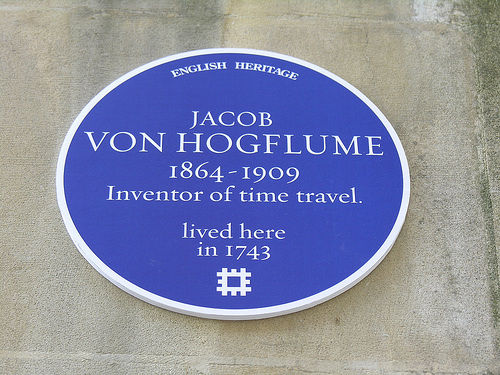 ENGLISH HERITAGE
JACOB
VON HOGFLUME
1864-1909
Inventor of time travel.
lived here
in 1743